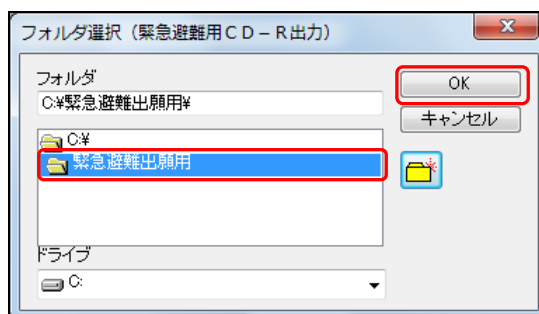 フォルダ選択（緊急避難用ＣＤ－Ｒ出力）
フォルダ
C:¥緊急避難出願用¥
OK
キャンセル
C:¥
緊急避難出願用
ドライブ
C: